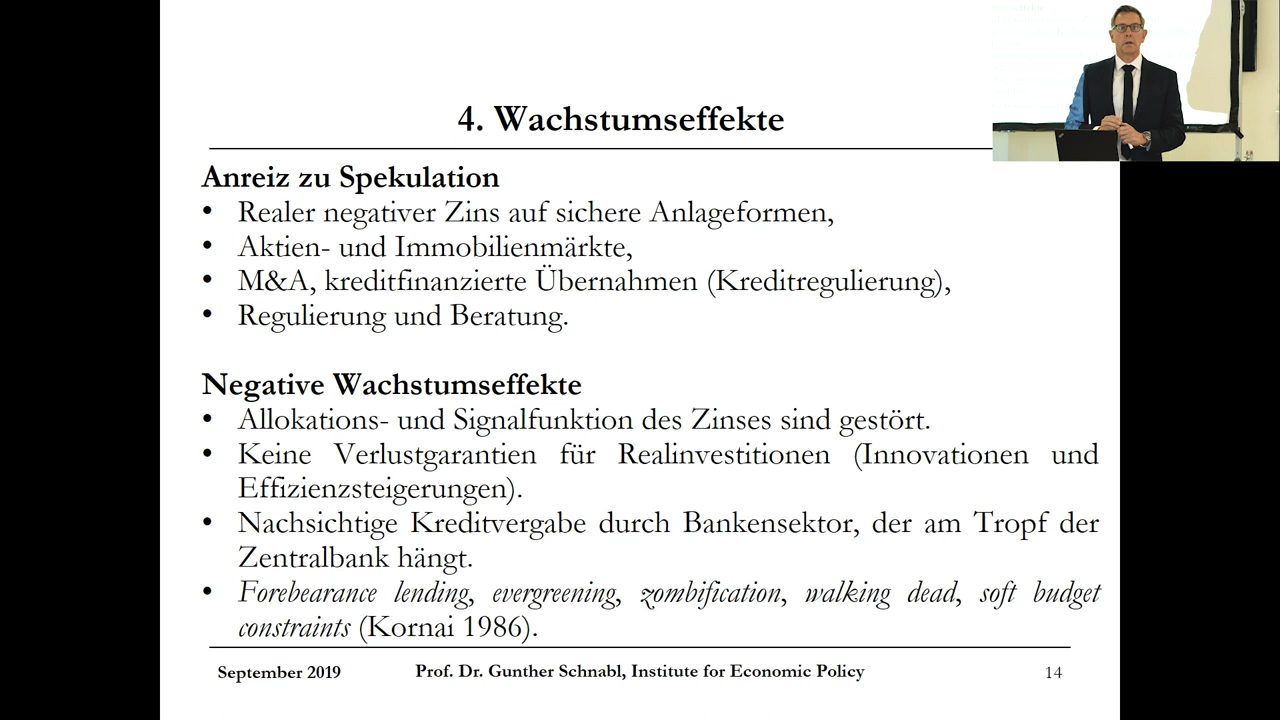 4. Wachstumseffekte
Anreiz zu Spekulation
• Realer negativer Zins auf sichere Anlageformen,
• Aktien- und Immobilienmärkte,
• M&A, kreditfinanzierte Übernahmen (Kreditregulierung),
• Regulierung und Beratung.
Negative Wachstumseffekte
• Allokations- und Signalfunktion des Zinses sind gestört.
• Keine Verlustgarantien für Realinvestitionen (Innovationen und
Effizienzsteigerungen).
• Nachsichtige Kreditvergabe durch Bankensektor, der am Tropf der
Zentralbank hängt.
• Forebearance lending, evergreening, zombification, walking dead, soft budget
constraints (Kornai 1986).
September 2019
Prof. Dr. Gunther Schnabl, Institute for Economic Policy
14